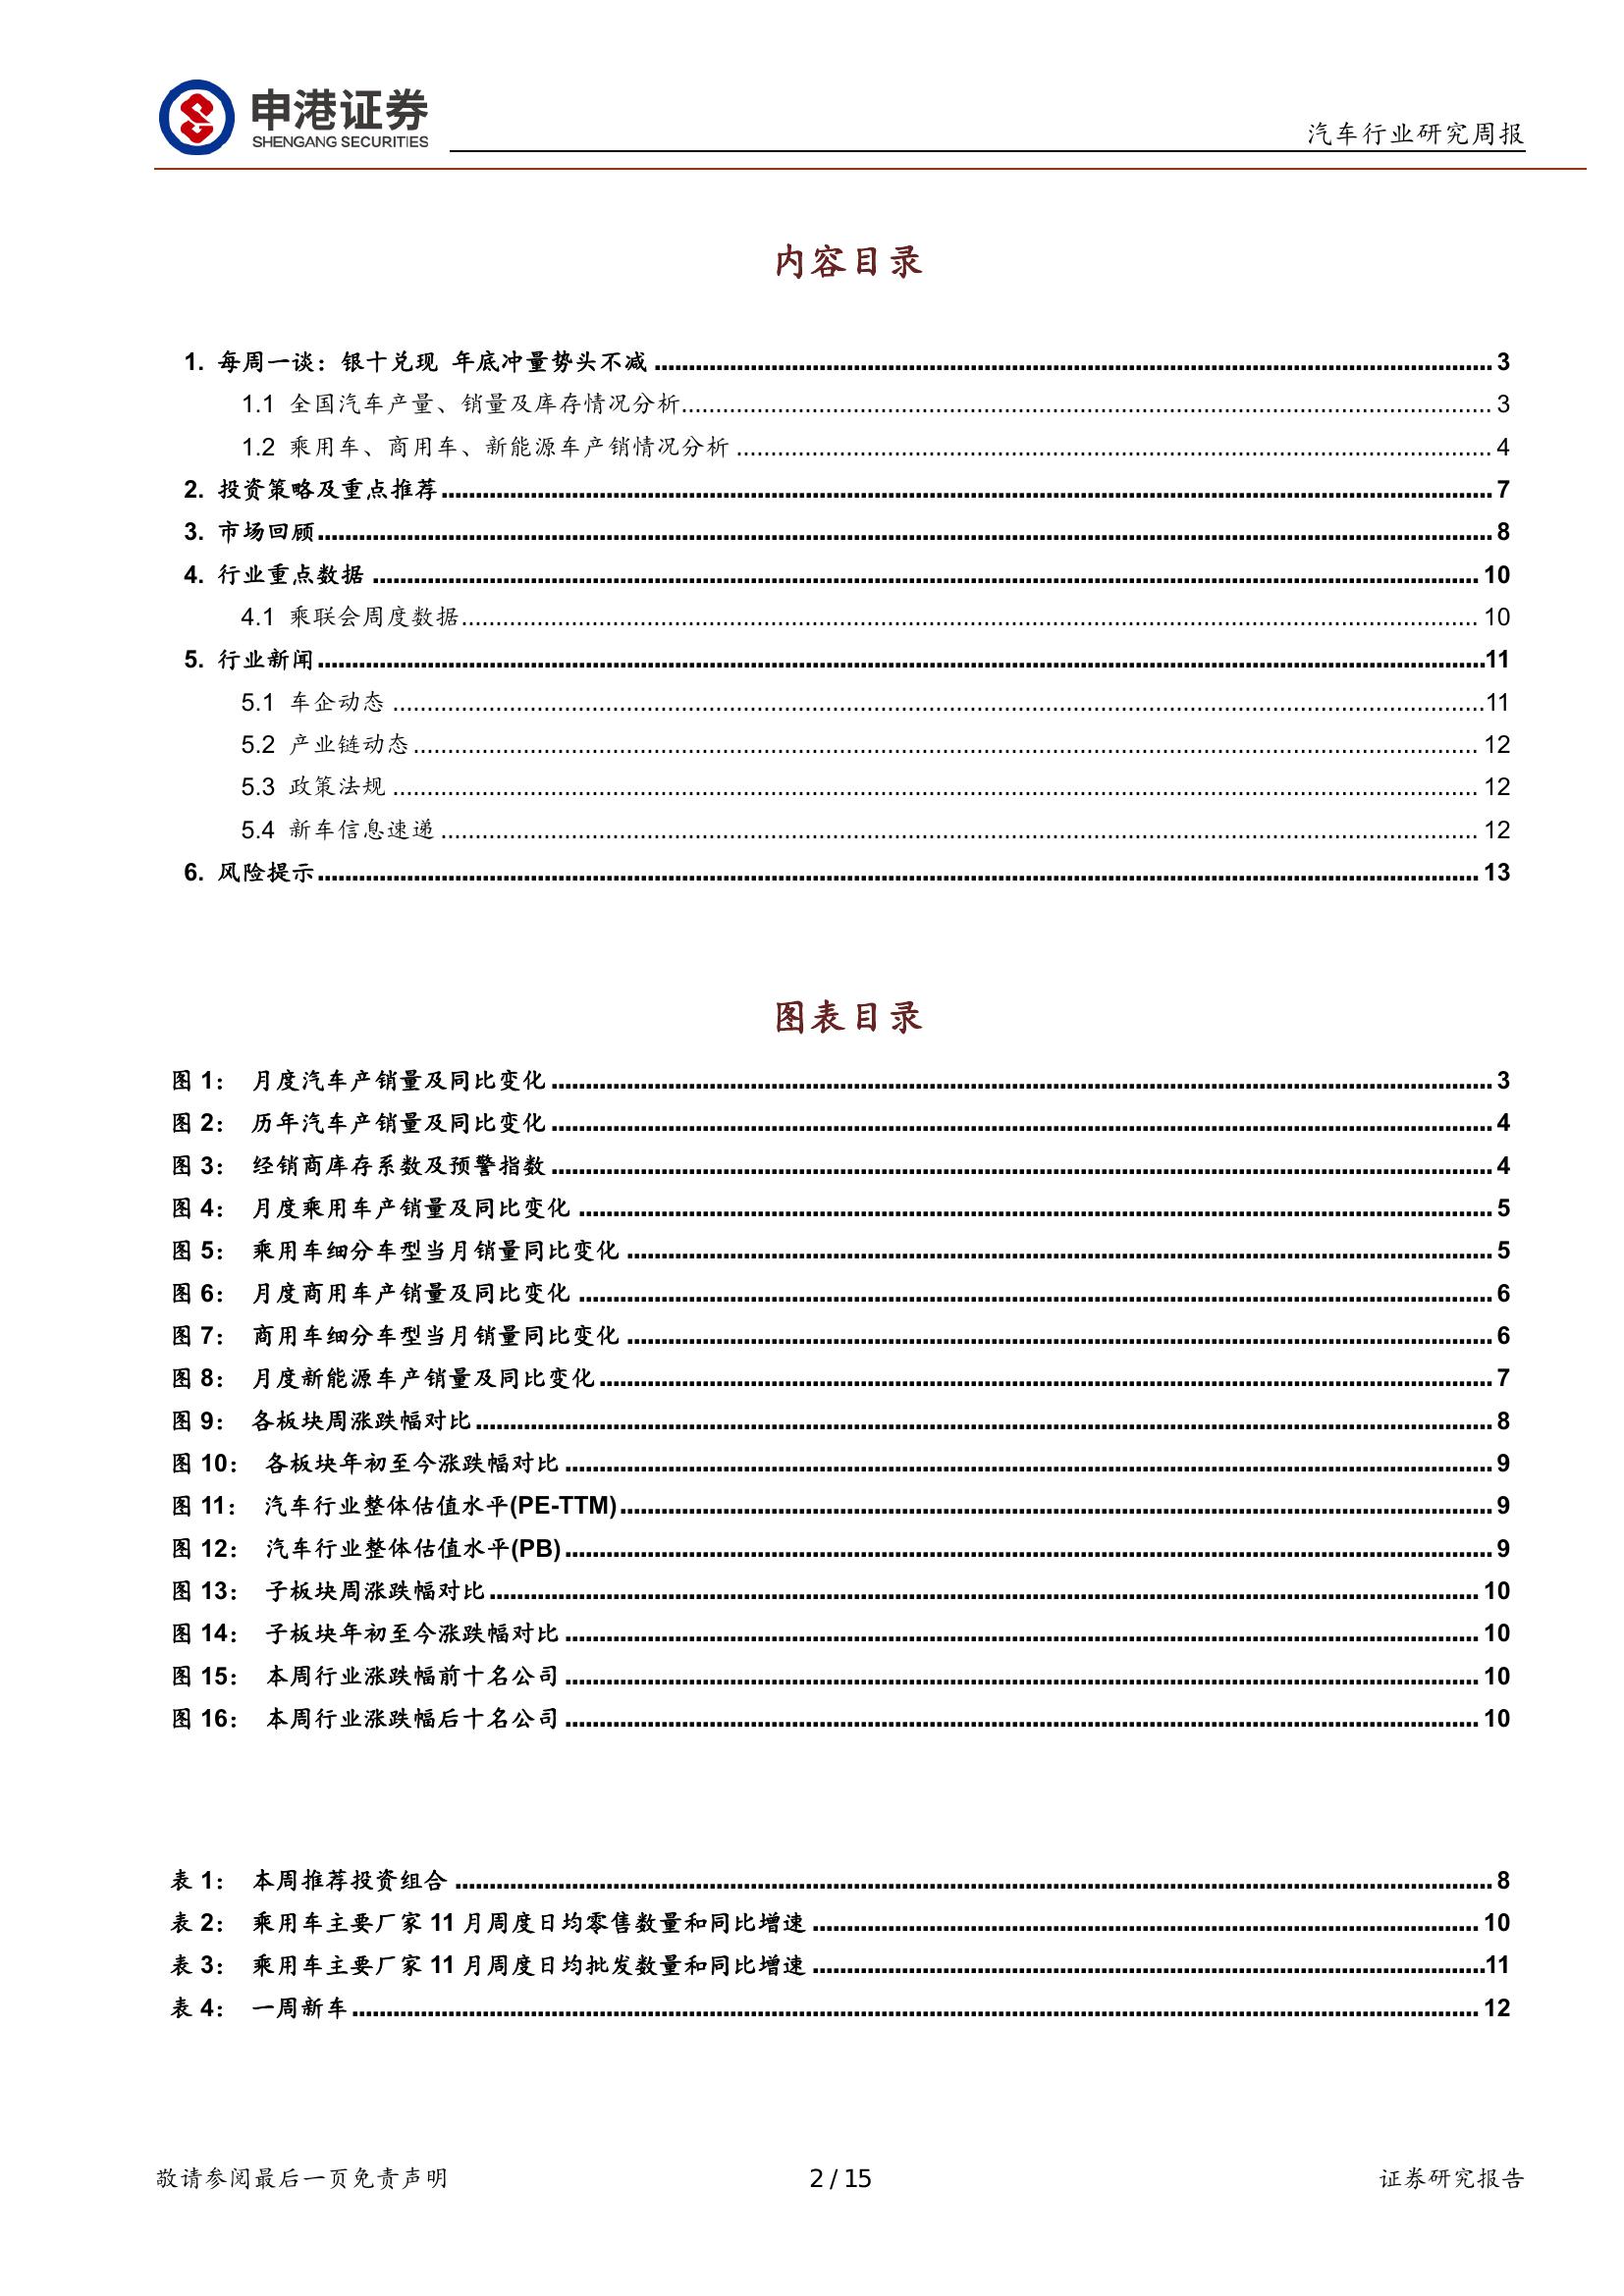 申港证券
SHENGANG SECURITIES
汽车行业研究周报
内容目录
1. 每周一谈：银十兑现 年底冲量势头不减 3
1.1 全国汽车产量、销量及库存情况分析 3
1.2 乘用车、商用车、新能源车产销情况分析 4
2. 投资策略及重点推荐 7
3. 市场回顾 8
4. 行业重点数据 10
4.1 乘联会周度数据 10
5. 行业新闻 11
5.1 车企动态 11
5.2 产业链动态 12
5.3 政策法规 12
5.4 新车信息速递 12
6. 风险提示 13
图表目录
图 1： 月度汽车产销量及同比变化 3
图 2： 历年汽车产销量及同比变化 4
图 3： 经销商库存系数及预警指数 4
图 4： 月度乘用车产销量及同比变化 5
图 5： 乘用车细分车型当月销量同比变化 5
图 6： 月度商用车产销量及同比变化 6
图 7： 商用车细分车型当月销量同比变化 6
图 8： 月度新能源车产销量及同比变化 7
图 9： 各板块周涨跌幅对比 8
图 10： 各板块年初至今涨跌幅对比 9
图 11： 汽车行业整体估值水平(PE-TTM) 9
图 12： 汽车行业整体估值水平(PB) 9
图 13： 子板块周涨跌幅对比 10
图 14： 子板块年初至今涨跌幅对比 10
图 15： 本周行业涨跌幅前十名公司 10
图 16： 本周行业涨跌幅后十名公司 10
表 1： 本周推荐投资组合 8
表 2： 乘用车主要厂家 11 月周度日均零售数量和同比增速 10
表 3： 乘用车主要厂家 11 月周度日均批发数量和同比增速 11
表 4： 一周新车 12
敬请参阅最后一页免责声明
2 / 15
证券研究报告